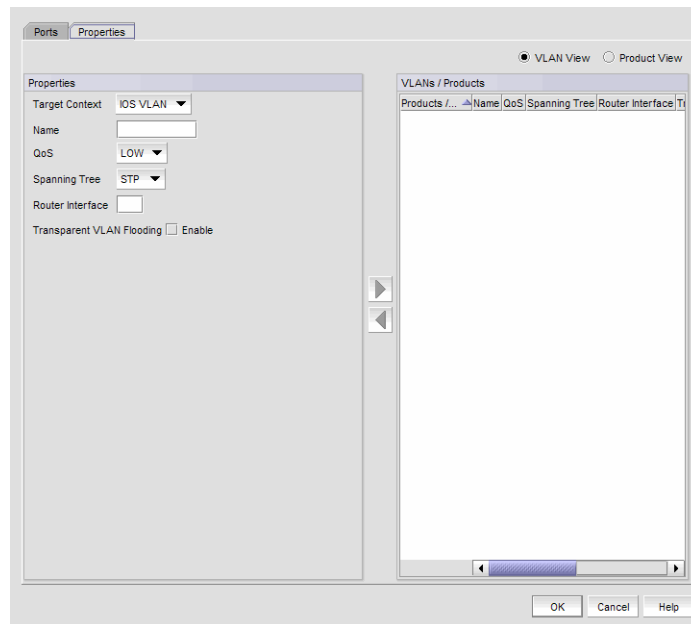 Ports Properties
VLAN View Product View
Properties
Target Context IOS VLAN
Name
QoS LOW
Spanning Tree STP
Router Interface
Transparent VLAN Flooding Enable
VLANs / Products
Products /... Name QoS Spanning Tree Router Interface
OK Cancel Help